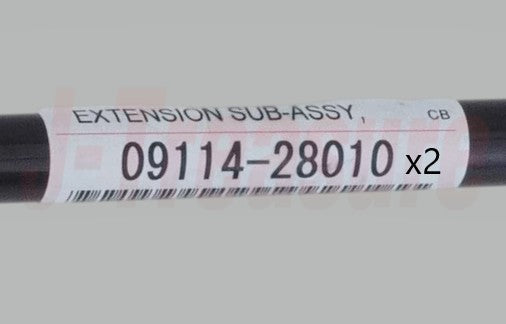 EXTENSION SUB-ASSY,
CB
09114-28010 x2